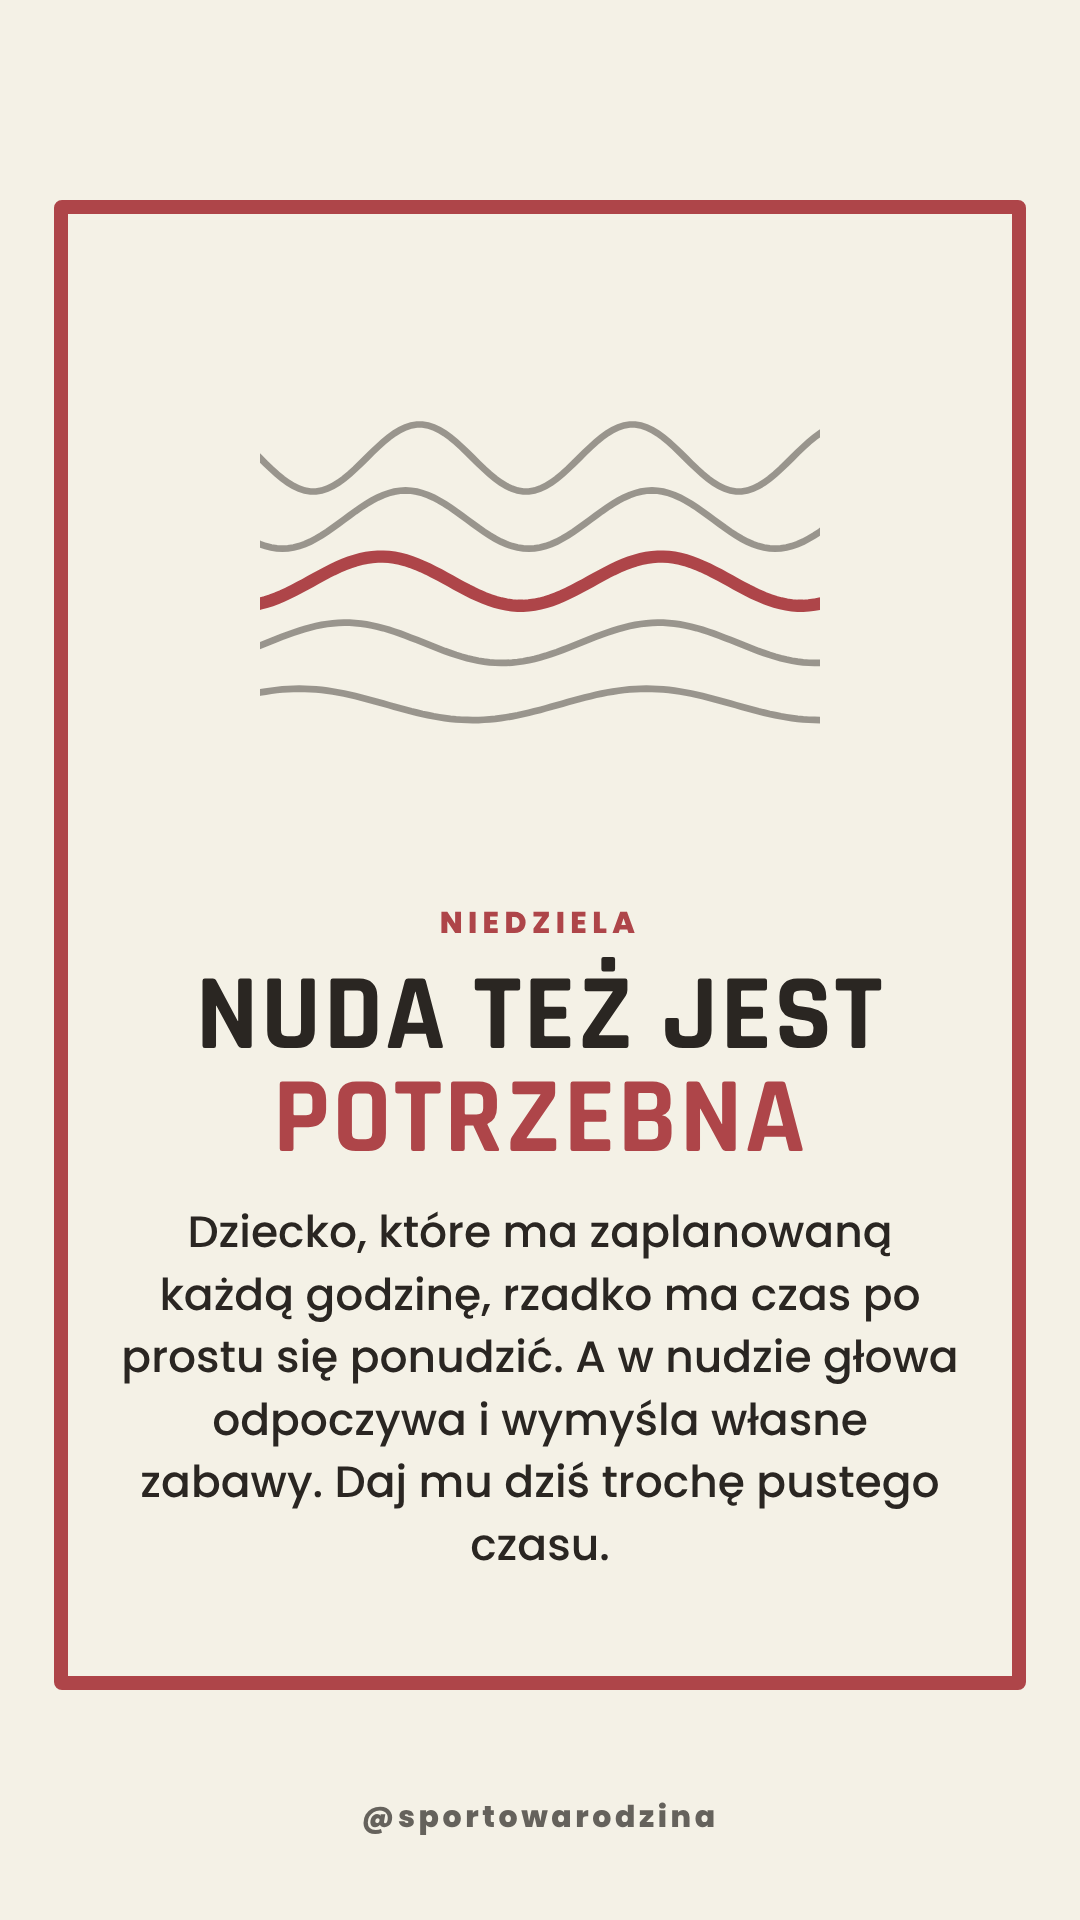 NIEDZIELA
NUDA TEŻ JEST
POTRZEBNA
Dziecko, które ma zaplanowaną
każdą godzinę, rzadko ma czas po
prostu się ponudzić. A w nudzie głowa
odpoczywa i wymyśla własne
zabawy. Daj mu dziś trochę pustego
czasu.
@sportowarodzina